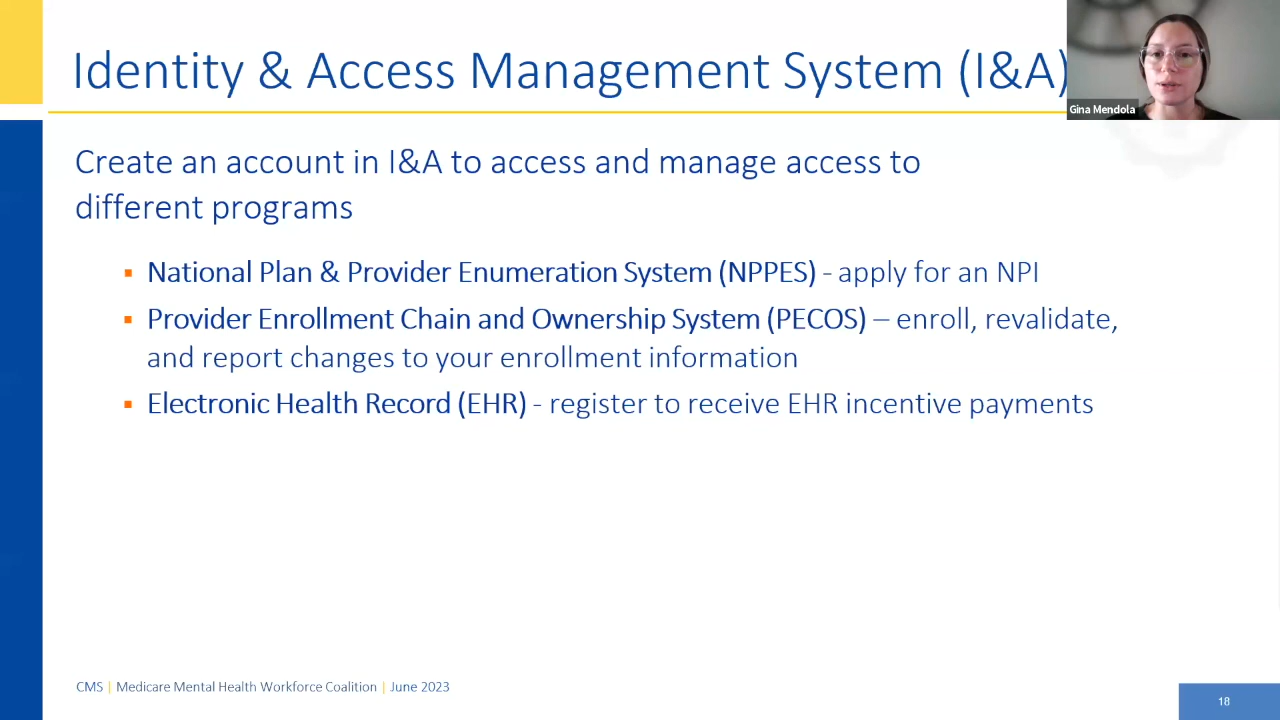 Identity & Access Management System (I&A)
Gina Mendola
Create an account in I&A to access and manage access to
different programs
▪ National Plan & Provider Enumeration System (NPPES) - apply for an NPI
▪ Provider Enrollment Chain and Ownership System (PECOS) – enroll, revalidate,
and report changes to your enrollment information
▪ Electronic Health Record (EHR) - register to receive EHR incentive payments
CMS | Medicare Mental Health Workforce Coalition | June 2023
18